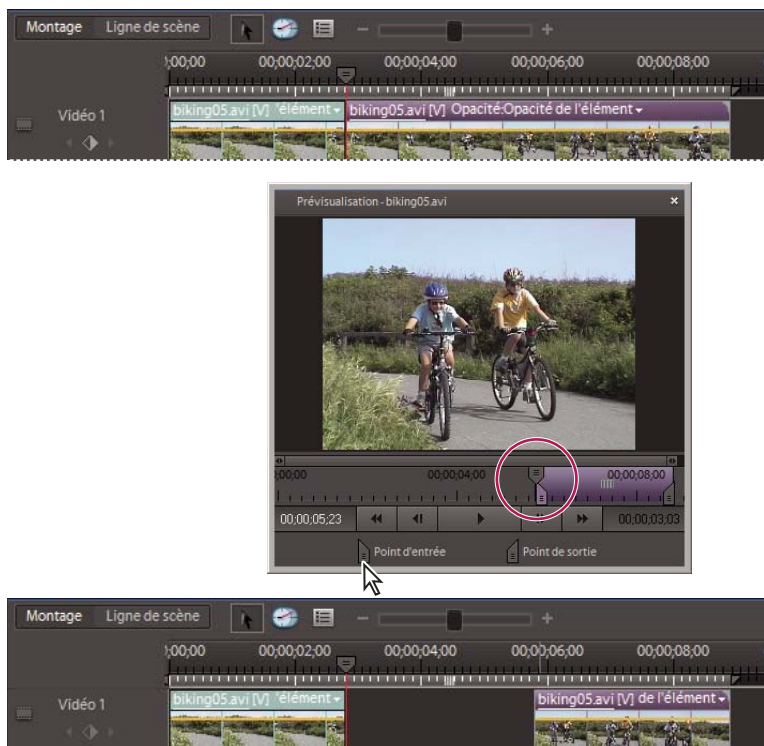 Montage Ligne de scène
;00;00 00;00;02;00 00;00;04;00 00;00;06;00 00;00;08;00
Vidéo 1
biking05.avi [V] 'élément
biking05.avi [V] Opacité:Opacité de l'élément
Prévisualisation - biking05.avi
;00;00 00;00;04;00 00;00;08;00
00;00;05;23 00;00;03;03
Point d'entrée Point de sortie
Montage Ligne de scène
;00;00 00;00;02;00 00;00;04;00 00;00;06;00 00;00;08;00
Vidéo 1
biking05.avi [V] 'élément
biking05.avi [V] de l'élément